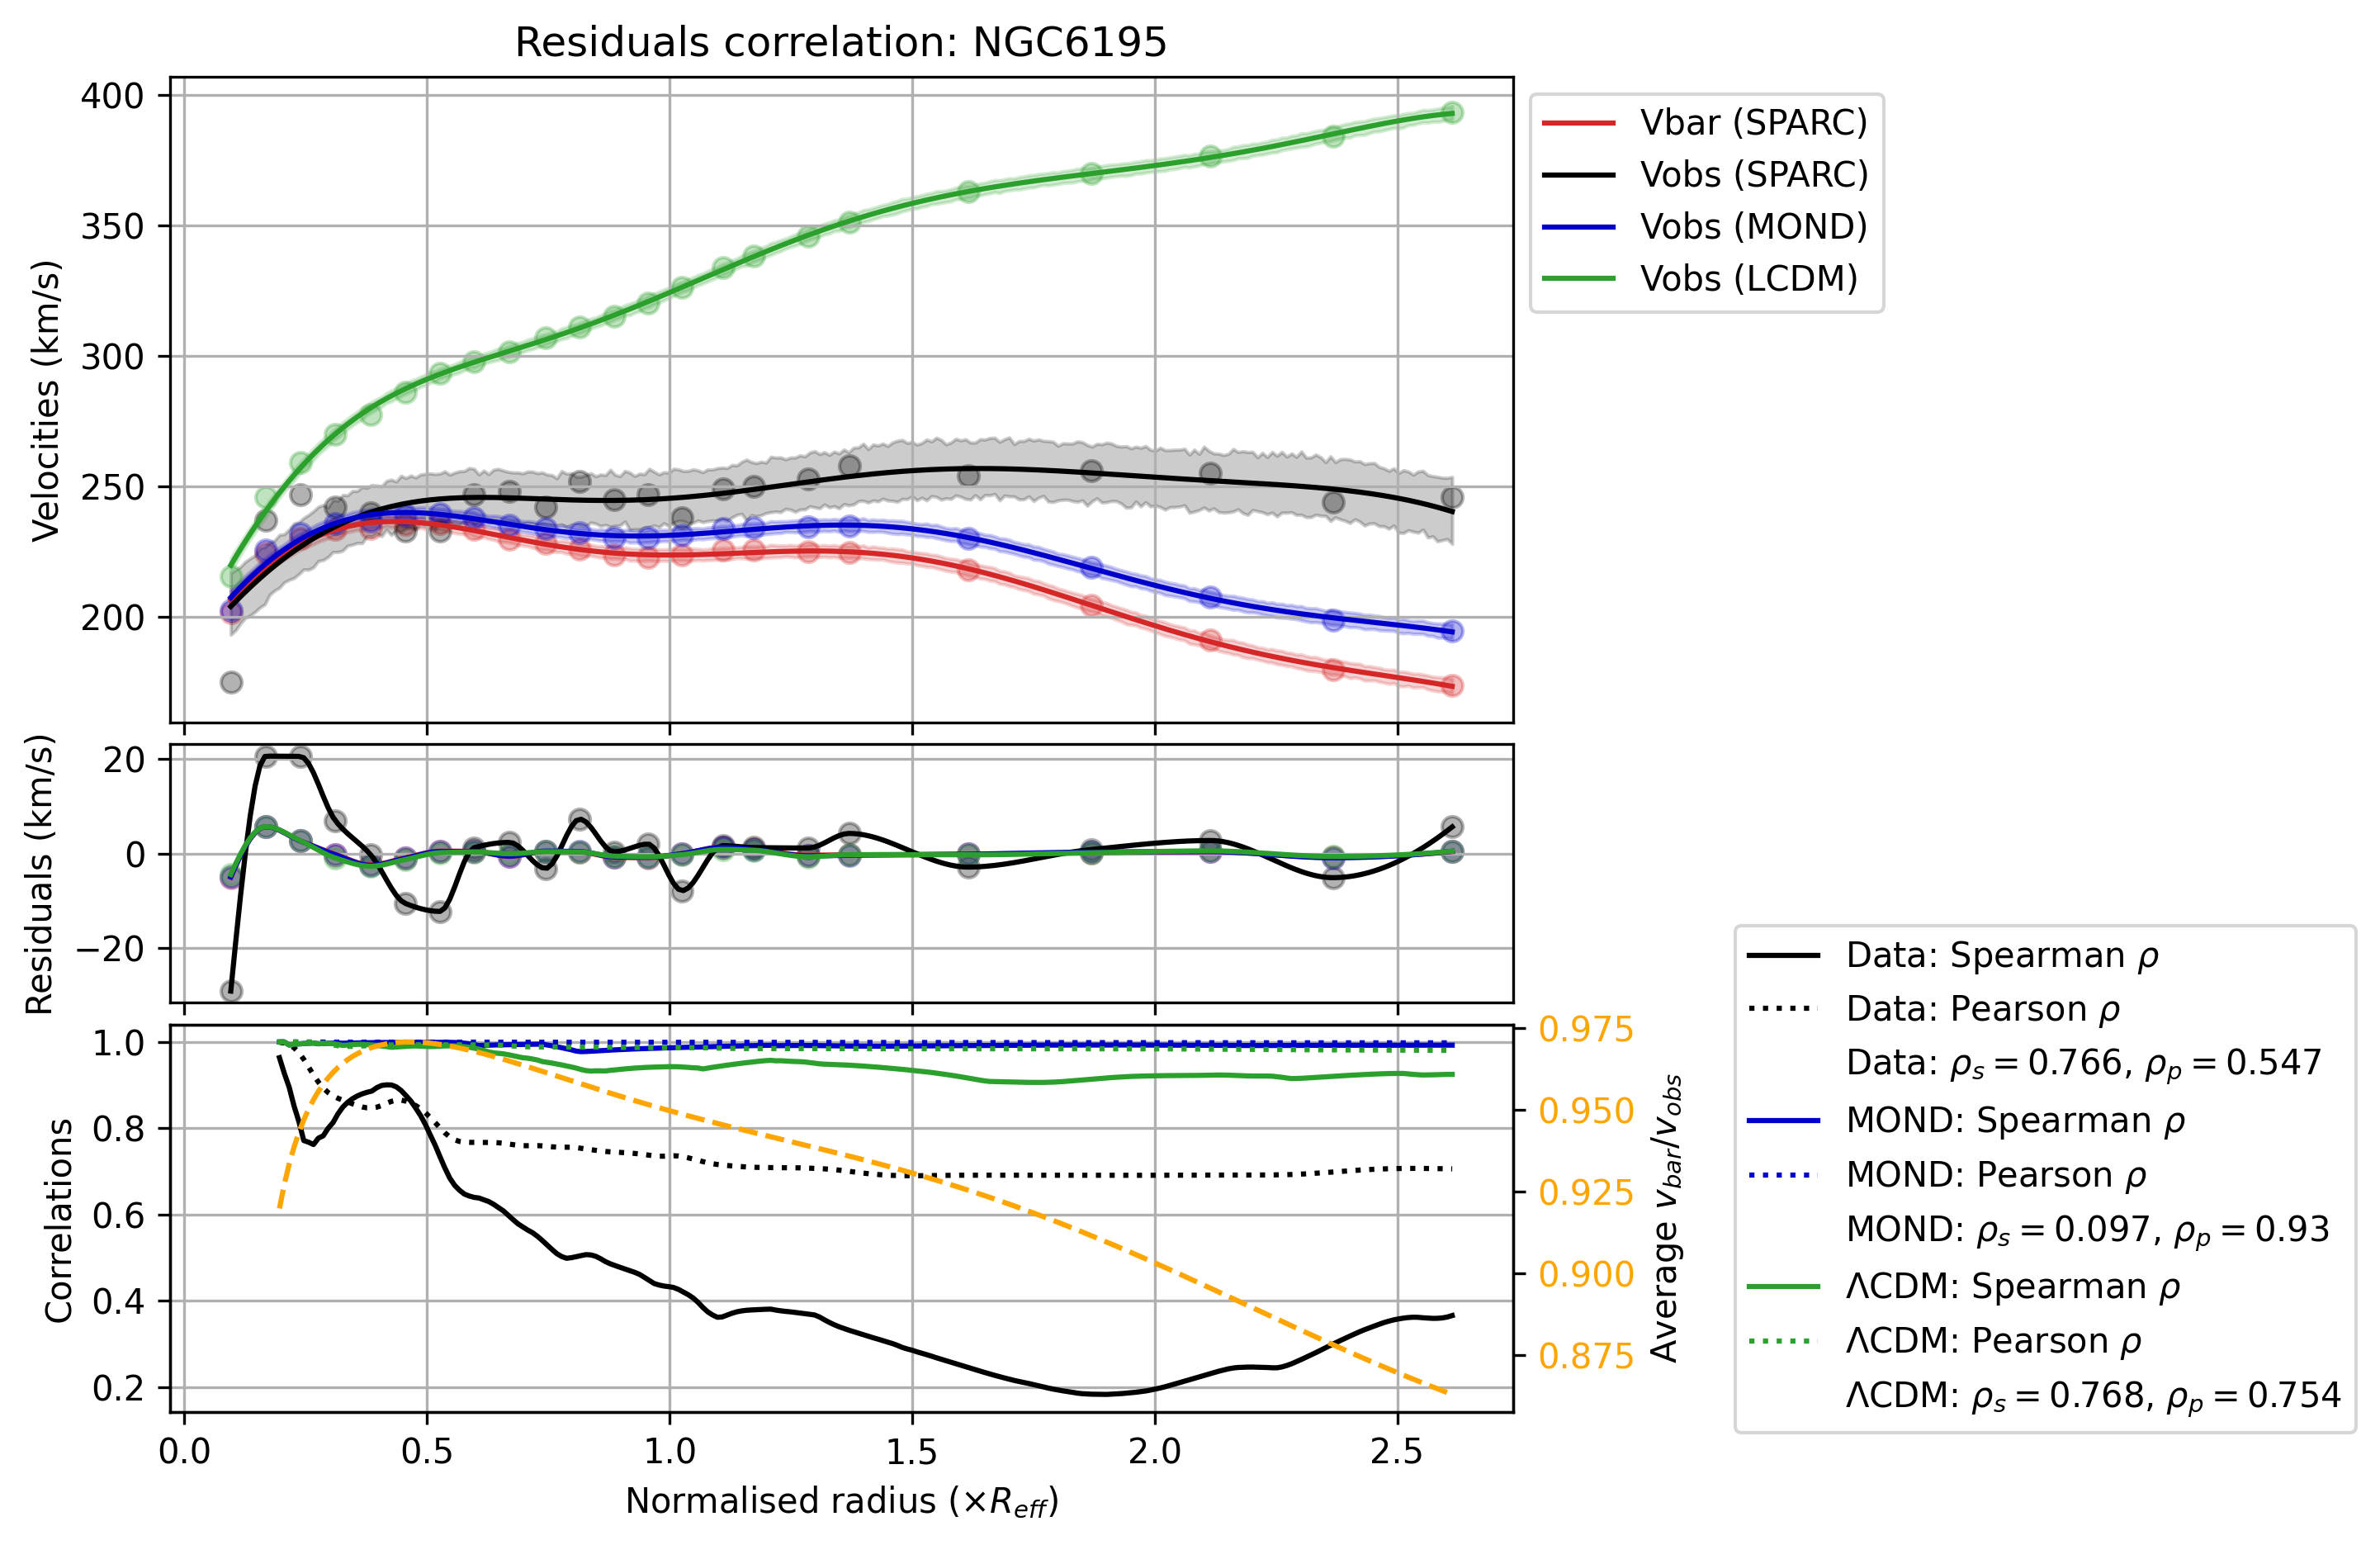 Residuals correlation: NGC6195
Velocities (km/s)
400
350
300
250
200
Vbar (SPARC)
Vobs (SPARC)
Vobs (MOND)
Vobs (LCDM)
Residuals (km/s)
20
0
−20
Correlations
1.0
0.8
0.6
0.4
0.2
0.975
0.950
0.925
0.900
0.875
Average v_bar/v_obs
0.0 0.5 1.0 1.5 2.0 2.5
Normalised radius (×R_eff)
Data: Spearman ρ
Data: Pearson ρ
Data: ρ_s = 0.766, ρ_p = 0.547
MOND: Spearman ρ
MOND: Pearson ρ
MOND: ρ_s = 0.097, ρ_p = 0.93
ΛCDM: Spearman ρ
ΛCDM: Pearson ρ
ΛCDM: ρ_s = 0.768, ρ_p = 0.754